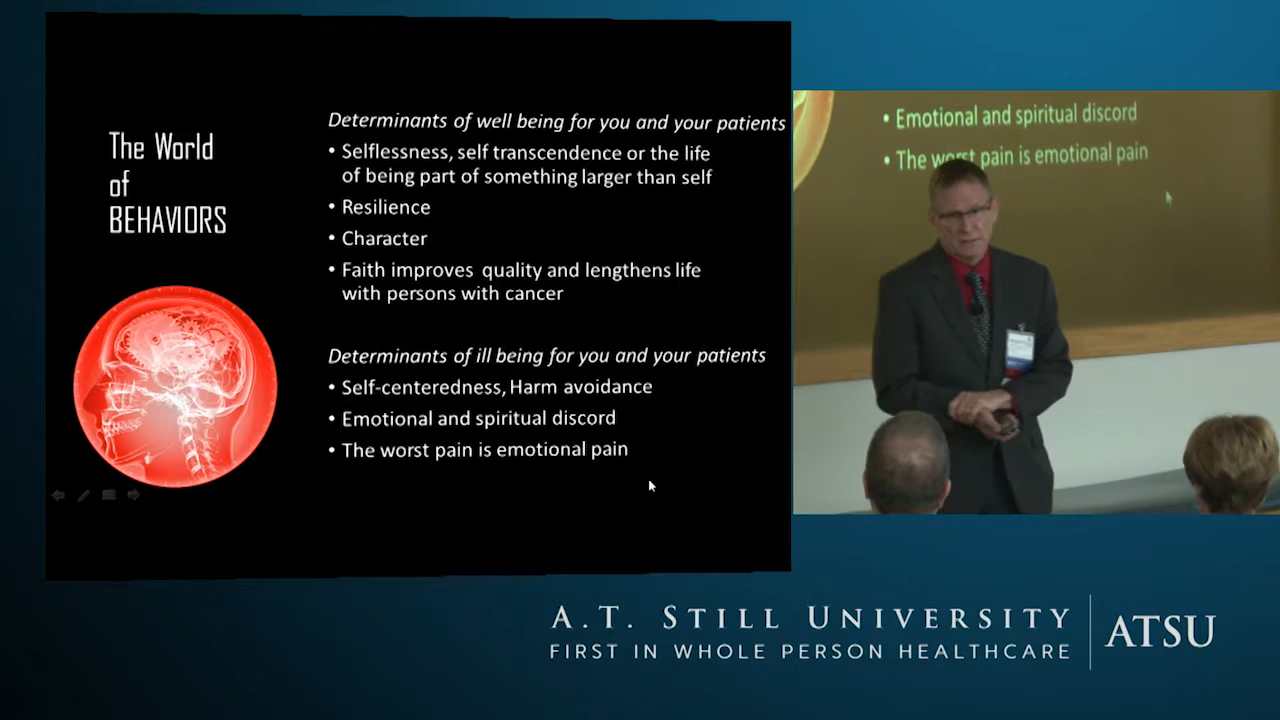 The World
of
BEHAVIORS
Determinants of well being for you and your patients
• Selflessness, self transcendence or the life
of being part of something larger than self
• Resilience
• Character
• Faith improves quality and lengthens life
with persons with cancer
Determinants of ill being for you and your patients
• Self-centeredness, Harm avoidance
• Emotional and spiritual discord
• The worst pain is emotional pain
• Emotional and spiritual discord
• The worst pain is emotional pain
A.T. STILL UNIVERSITY
FIRST IN WHOLE PERSON HEALTHCARE
ATSU